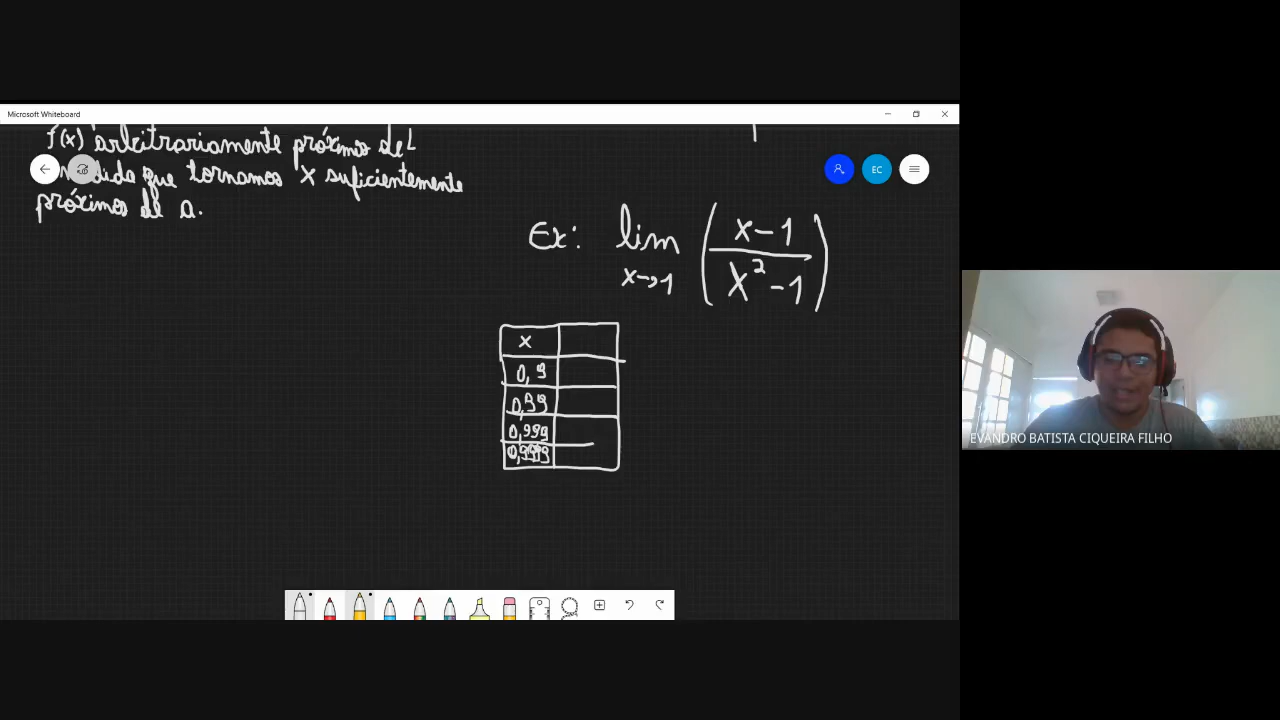 Microsoft Whiteboard
f(x) arbitrariamente próximos de L
medida que tornamos x suficientemente
próximos de a.
EC
Ex: lim (x-1 / x²-1)
x→1
x
0,9
0,99
0,999
0,9999
EVANDRO BATISTA CIQUEIRA FILHO